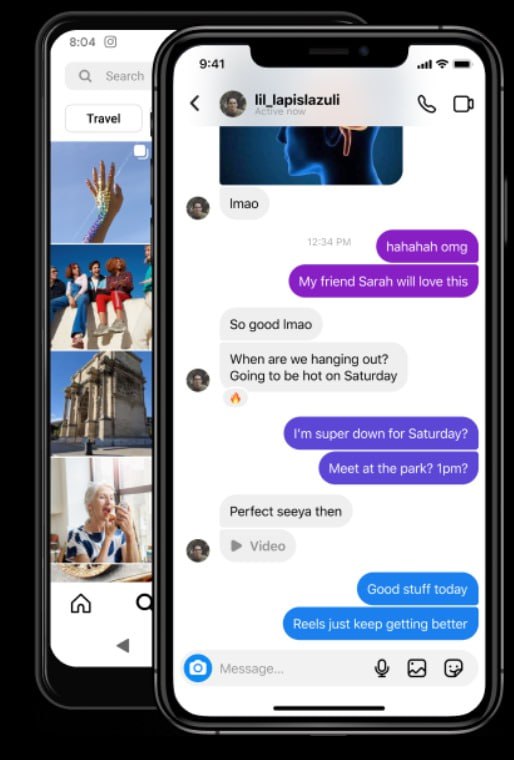 8:04
Search
Travel
9:41
lil_lapislazuli
Active now
lmao
12:34 PM
hahahah omg
My friend Sarah will love this
So good lmao
When are we hanging out?
Going to be hot on Saturday
I'm super down for Saturday?
Meet at the park? 1pm?
Perfect seeya then
Video
Good stuff today
Reels just keep getting better
Message...